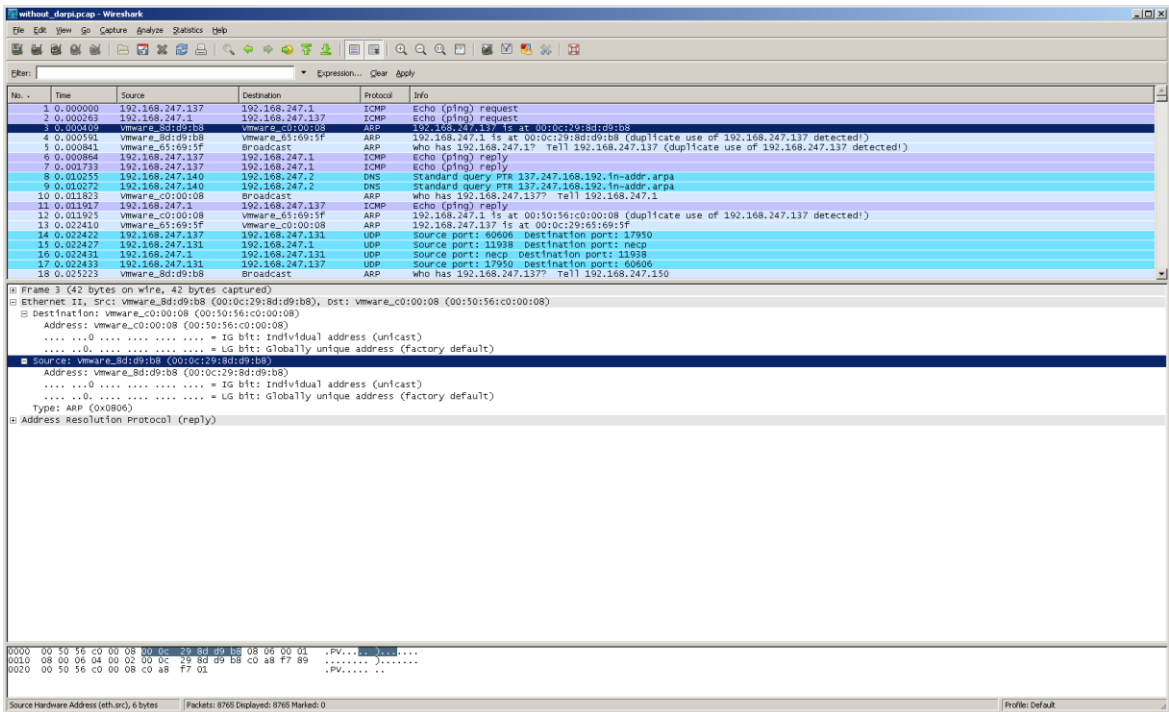 without_darpi.pcap - Wireshark
File Edit View Go Capture Analyze Statistics Help
Filter: Expression... Clear Apply
No. . Time Source Destination Protocol Info
1 0.000000 192.168.247.137 192.168.247.1 ICMP Echo (ping) request
2 0.000263 192.168.247.1 192.168.247.137 ICMP Echo (ping) request
3 0.000409 Vmware_8d:d9:b8 Vmware_c0:00:08 ARP 192.168.247.137 is at 00:0c:29:8d:d9:b8
4 0.000591 Vmware_8d:d9:b8 Vmware_65:69:5f ARP 192.168.247.1 is at 00:0c:29:8d:d9:b8 (duplicate use of 192.168.247.137 detected!)
5 0.000841 Vmware_65:69:5f Broadcast ARP who has 192.168.247.1? Tell 192.168.247.137 (duplicate use of 192.168.247.137 detected!)
6 0.000864 192.168.247.137 192.168.247.1 ICMP Echo (ping) reply
7 0.001733 192.168.247.137 192.168.247.1 ICMP Echo (ping) reply
8 0.010255 192.168.247.140 192.168.247.2 DNS Standard query PTR 137.247.168.192.in-addr.arpa
9 0.010272 192.168.247.140 192.168.247.2 DNS Standard query PTR 137.247.168.192.in-addr.arpa
10 0.011823 Vmware_c0:00:08 Broadcast ARP who has 192.168.247.137? Tell 192.168.247.1
11 0.011917 192.168.247.1 192.168.247.137 ICMP Echo (ping) reply
12 0.011925 Vmware_c0:00:08 Vmware_65:69:5f ARP 192.168.247.1 is at 00:50:56:c0:00:08 (duplicate use of 192.168.247.137 detected!)
13 0.022410 Vmware_65:69:5f Vmware_c0:00:08 ARP 192.168.247.137 is at 00:0c:29:65:69:5f
14 0.022422 192.168.247.137 192.168.247.131 UDP Source port: 60606 Destination port: 17950
15 0.022427 192.168.247.131 192.168.247.1 UDP Source port: 11938 Destination port: necp
16 0.022431 192.168.247.1 192.168.247.131 UDP Source port: necp Destination port: 11938
17 0.022433 192.168.247.131 192.168.247.137 UDP Source port: 17950 Destination port: 60606
18 0.025223 Vmware_8d:d9:b8 Broadcast ARP who has 192.168.247.137? Tell 192.168.247.150
Frame 3 (42 bytes on wire, 42 bytes captured)
Ethernet II, Src: Vmware_8d:d9:b8 (00:0c:29:8d:d9:b8), Dst: Vmware_c0:00:08 (00:50:56:c0:00:08)
Destination: Vmware_c0:00:08 (00:50:56:c0:00:08)
Address: Vmware_c0:00:08 (00:50:56:c0:00:08)
.... ...0 .... .... .... .... = IG bit: Individual address (unicast)
.... ..0. .... .... .... .... = LG bit: Globally unique address (factory default)
Source: Vmware_8d:d9:b8 (00:0c:29:8d:d9:b8)
Address: Vmware_8d:d9:b8 (00:0c:29:8d:d9:b8)
.... ...0 .... .... .... .... = IG bit: Individual address (unicast)
.... ..0. .... .... .... .... = LG bit: Globally unique address (factory default)
Type: ARP (0x0806)
Address Resolution Protocol (reply)
0000 00 50 56 c0 00 08 00 0c 29 8d d9 b8 08 06 00 01 .PV..... ).......
0010 08 00 06 04 00 02 00 0c 29 8d d9 b8 c0 a8 f7 89 ........ ).......
0020 00 50 56 c0 00 08 c0 a8 f7 01 .PV..... ..
Source Hardware Address (eth.src), 6 bytes Packets: 8765 Displayed: 8765 Marked: 0 Profile: Default